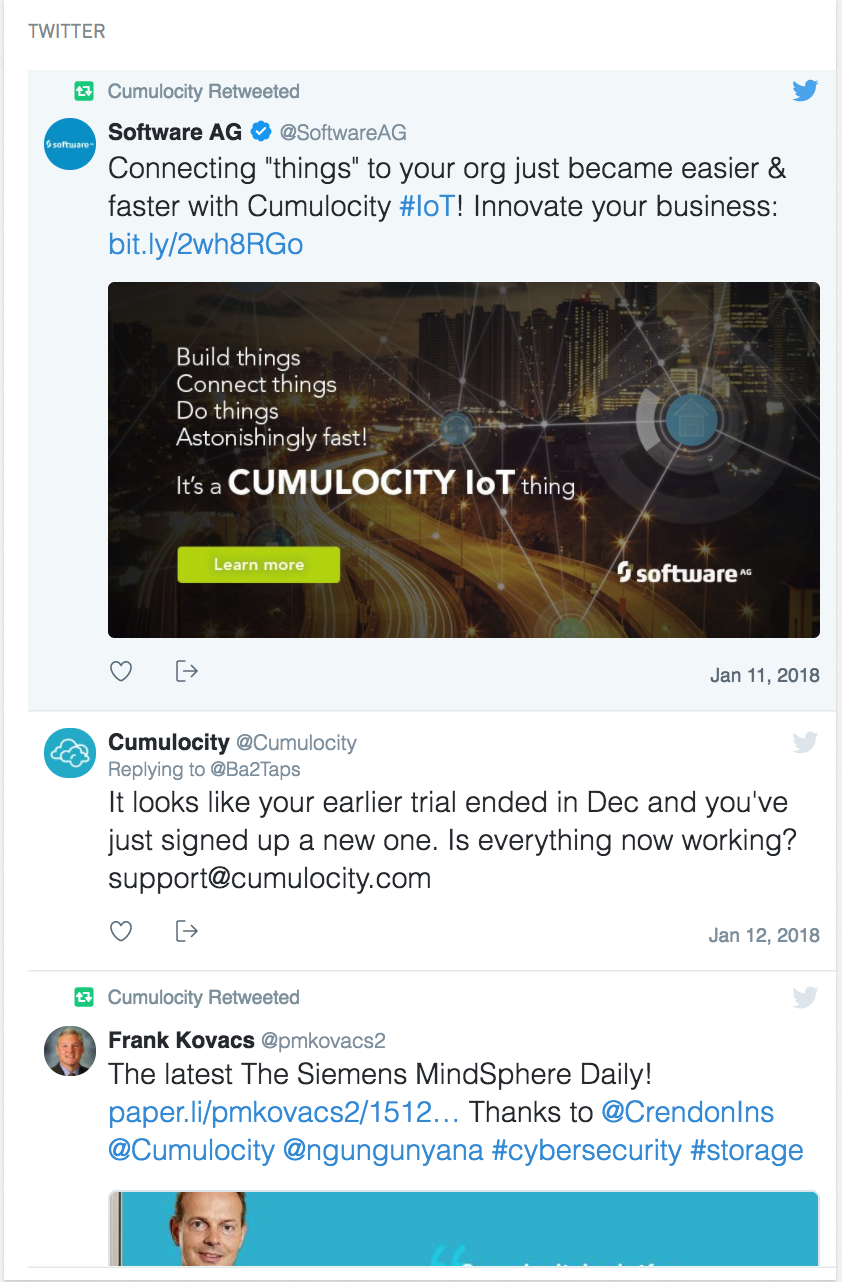 TWITTER
Cumulocity Retweeted
Software AG @SoftwareAG
software AG
Connecting "things" to your org just became easier &
faster with Cumulocity #IoT! Innovate your business:
bit.ly/2wh8RGo
Build things
Connect things
Do things
Astonishingly fast!
It's a CUMULOCITY IoT thing
Learn more
software AG
Jan 11, 2018
Cumulocity @Cumulocity
Replying to @Ba2Taps
It looks like your earlier trial ended in Dec and you've
just signed up a new one. Is everything now working?
support@cumulocity.com
Jan 12, 2018
Cumulocity Retweeted
Frank Kovacs @pmkovacs2
The latest The Siemens MindSphere Daily!
paper.li/pmkovacs2/1512… Thanks to @CrendonIns
@Cumulocity @ngungunyana #cybersecurity #storage